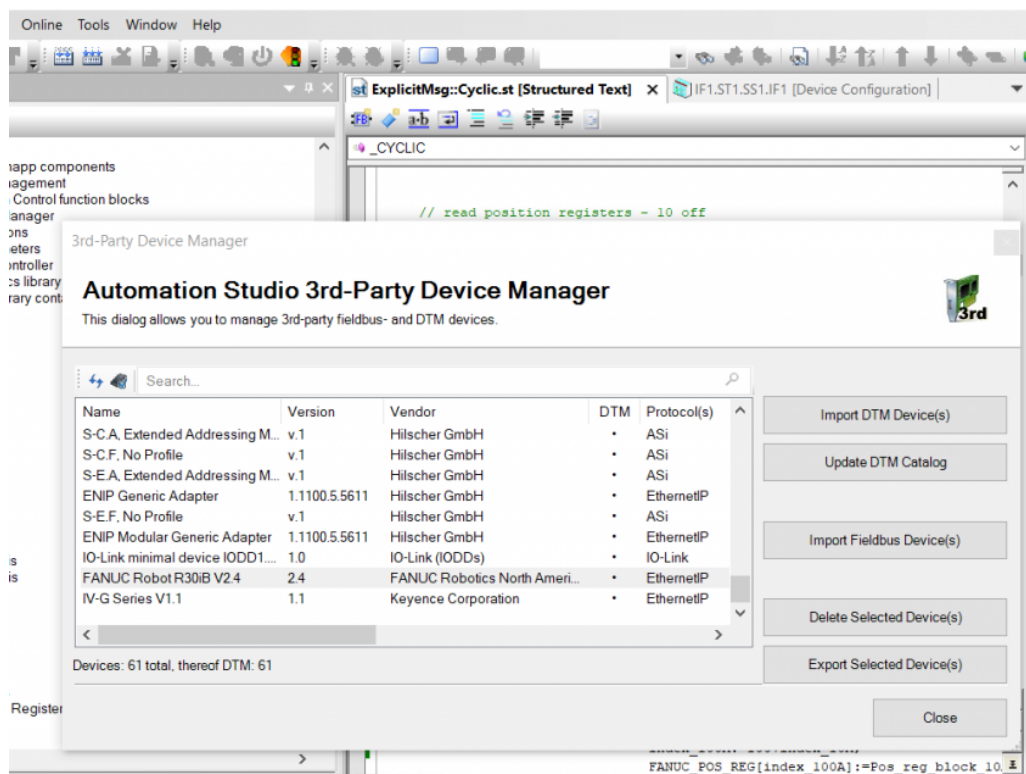 Online Tools Window Help
ExplicitMsg::Cyclic.st [Structured Text] IF1.ST1.SS1.IF1 [Device Configuration]
_CYCLIC
app components
agement
Control function blocks
anager
ons
eters
ontroller
cs library
rary cont
// read position registers - 10 off
3rd-Party Device Manager
Automation Studio 3rd-Party Device Manager
This dialog allows you to manage 3rd-party fieldbus- and DTM devices.
3rd
Search...
Name Version Vendor DTM Protocol(s)
S-C.A, Extended Addressing M... v.1 Hilscher GmbH • ASi
S-C.F, No Profile v.1 Hilscher GmbH • ASi
S-E.A, Extended Addressing M... v.1 Hilscher GmbH • ASi
ENIP Generic Adapter 1.1100.5.5611 Hilscher GmbH • EthernetIP
S-E.F, No Profile v.1 Hilscher GmbH • ASi
ENIP Modular Generic Adapter 1.1100.5.5611 Hilscher GmbH • EthernetIP
IO-Link minimal device IODD1.... 1.0 IO-Link (IODDs) • IO-Link
FANUC Robot R30iB V2.4 2.4 FANUC Robotics North Ameri... • EthernetIP
IV-G Series V1.1 1.1 Keyence Corporation • EthernetIP
Devices: 61 total, thereof DTM: 61
Import DTM Device(s)
Update DTM Catalog
Import Fieldbus Device(s)
Delete Selected Device(s)
Export Selected Device(s)
Close
s
is
Register
FANUC_POS_REG[index_100A]:=Pos_reg_block_10